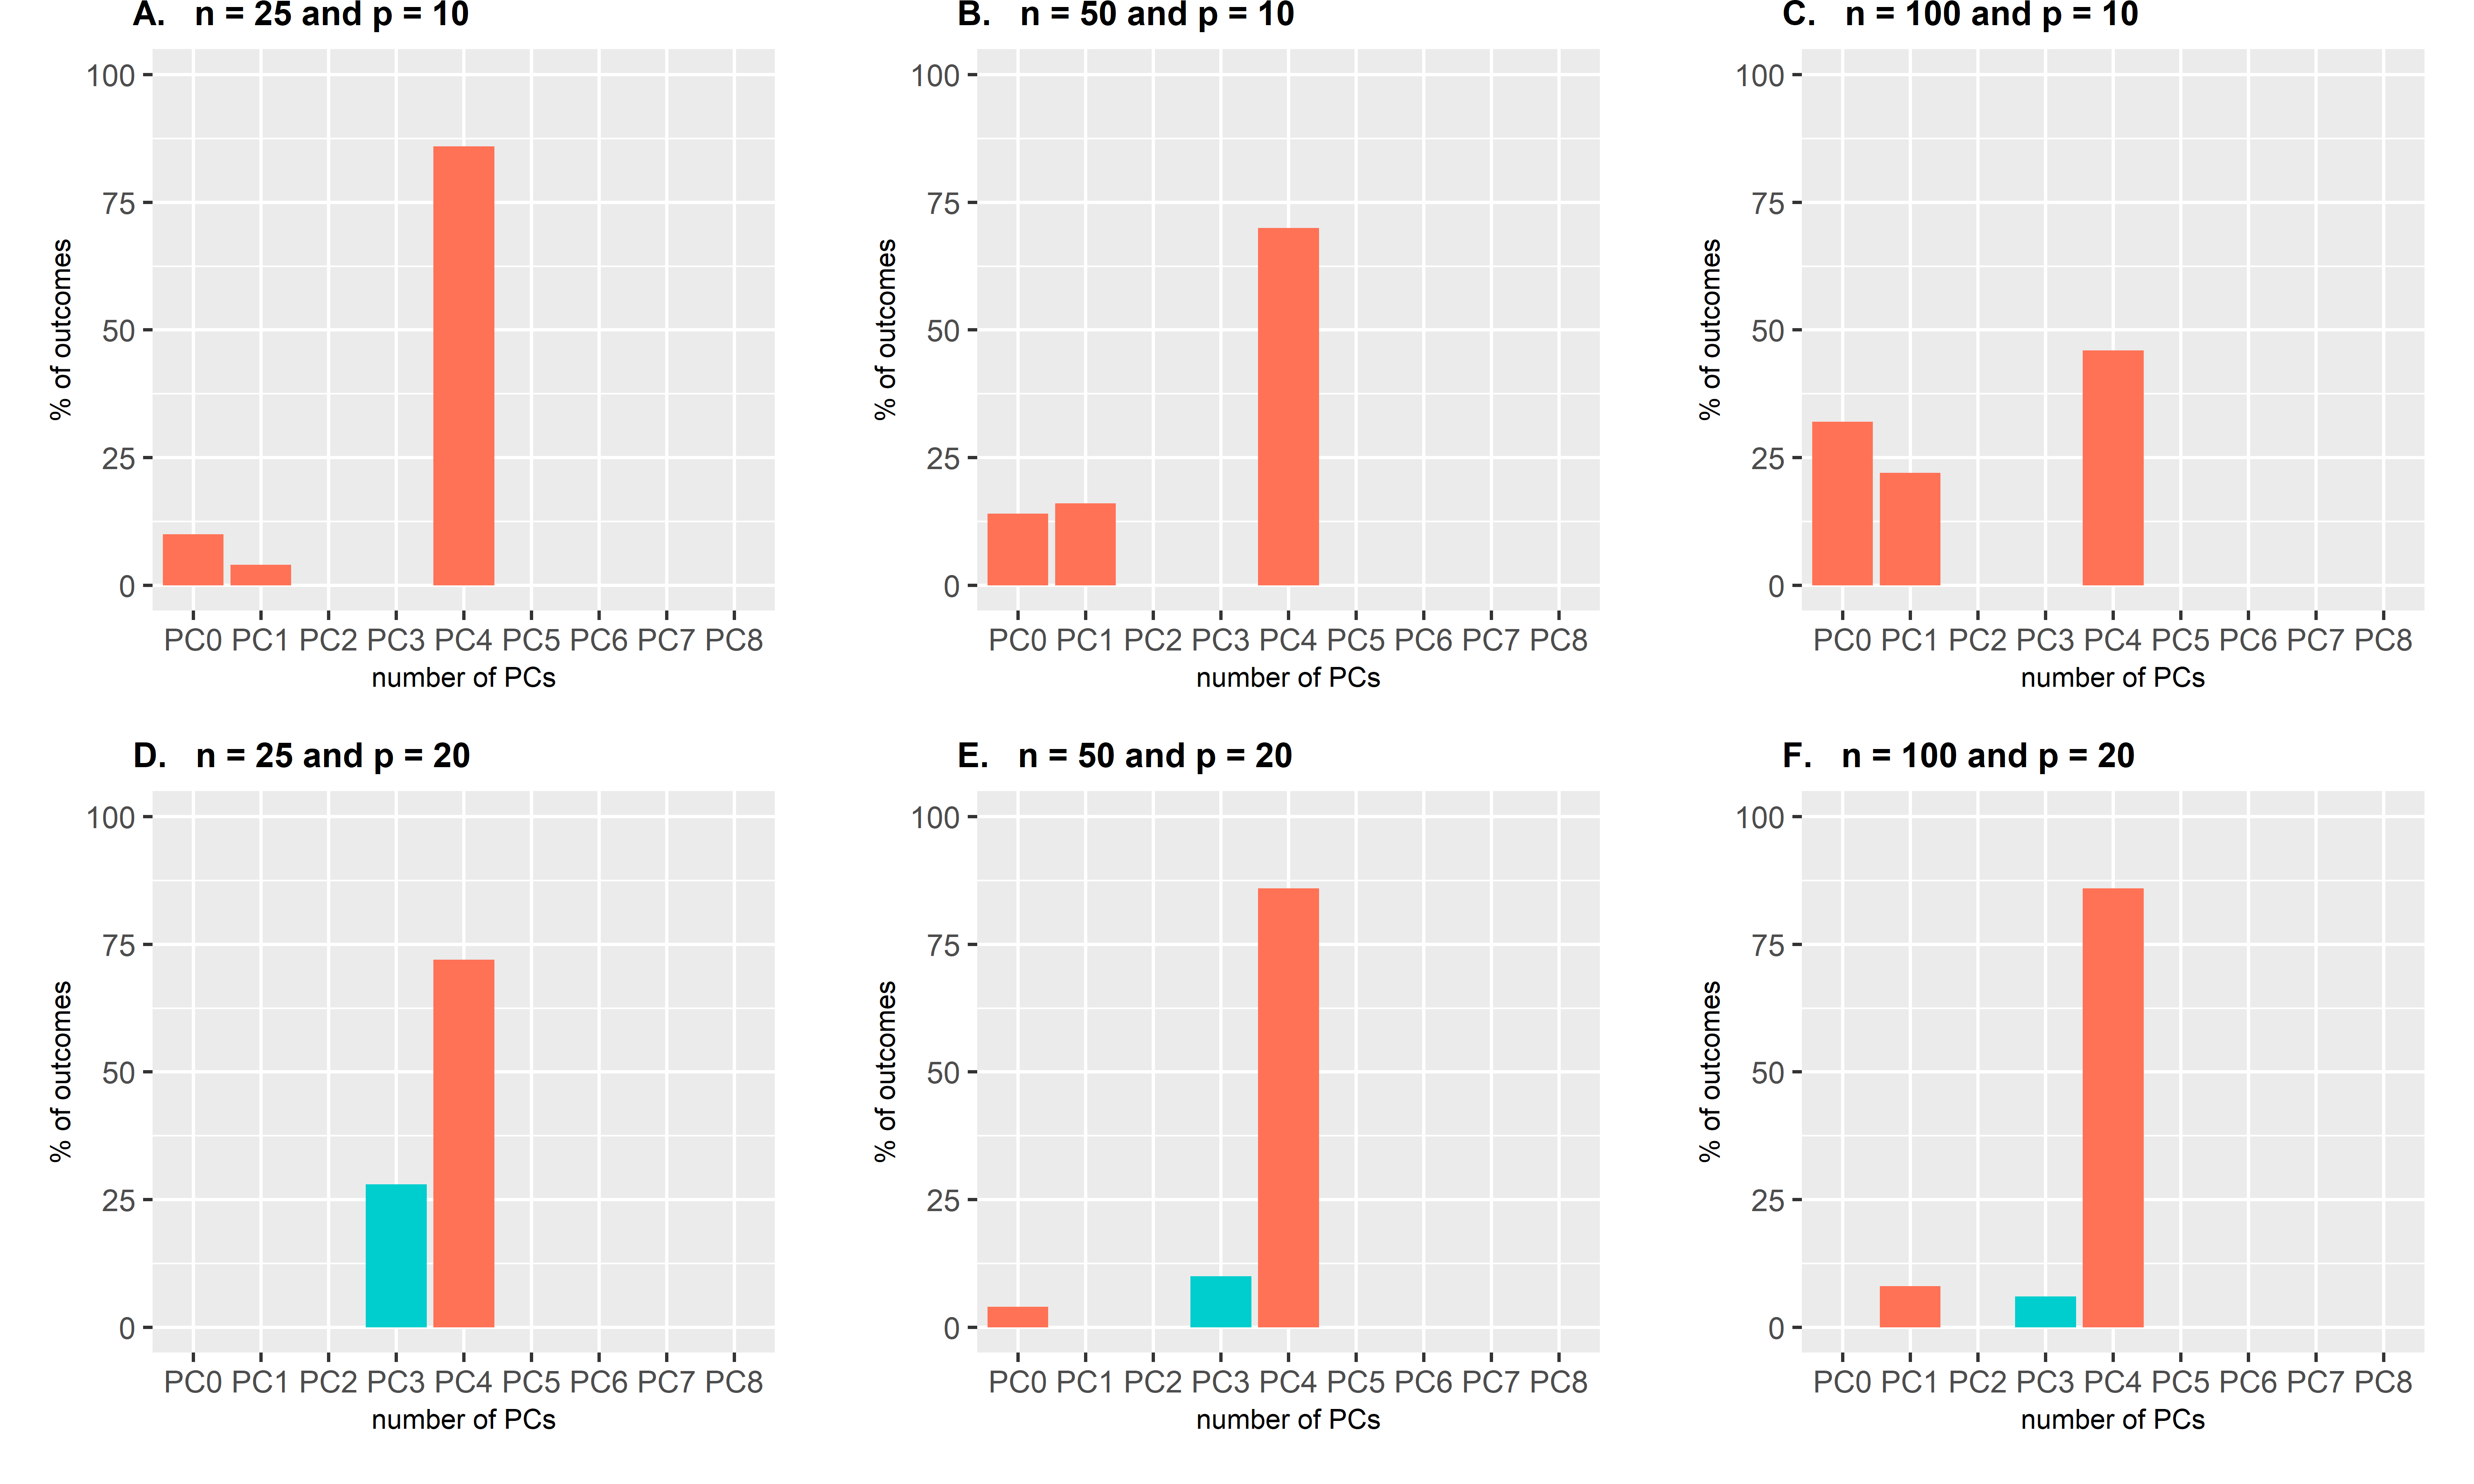 A. n = 25 and p = 10
B. n = 50 and p = 10
C. n = 100 and p = 10
100
75
50
25
0
% of outcomes
PC0 PC1 PC2 PC3 PC4 PC5 PC6 PC7 PC8
number of PCs
100
75
50
25
0
% of outcomes
PC0 PC1 PC2 PC3 PC4 PC5 PC6 PC7 PC8
number of PCs
100
75
50
25
0
% of outcomes
PC0 PC1 PC2 PC3 PC4 PC5 PC6 PC7 PC8
number of PCs
D. n = 25 and p = 20
E. n = 50 and p = 20
F. n = 100 and p = 20
100
75
50
25
0
% of outcomes
PC0 PC1 PC2 PC3 PC4 PC5 PC6 PC7 PC8
number of PCs
100
75
50
25
0
% of outcomes
PC0 PC1 PC2 PC3 PC4 PC5 PC6 PC7 PC8
number of PCs
100
75
50
25
0
% of outcomes
PC0 PC1 PC2 PC3 PC4 PC5 PC6 PC7 PC8
number of PCs